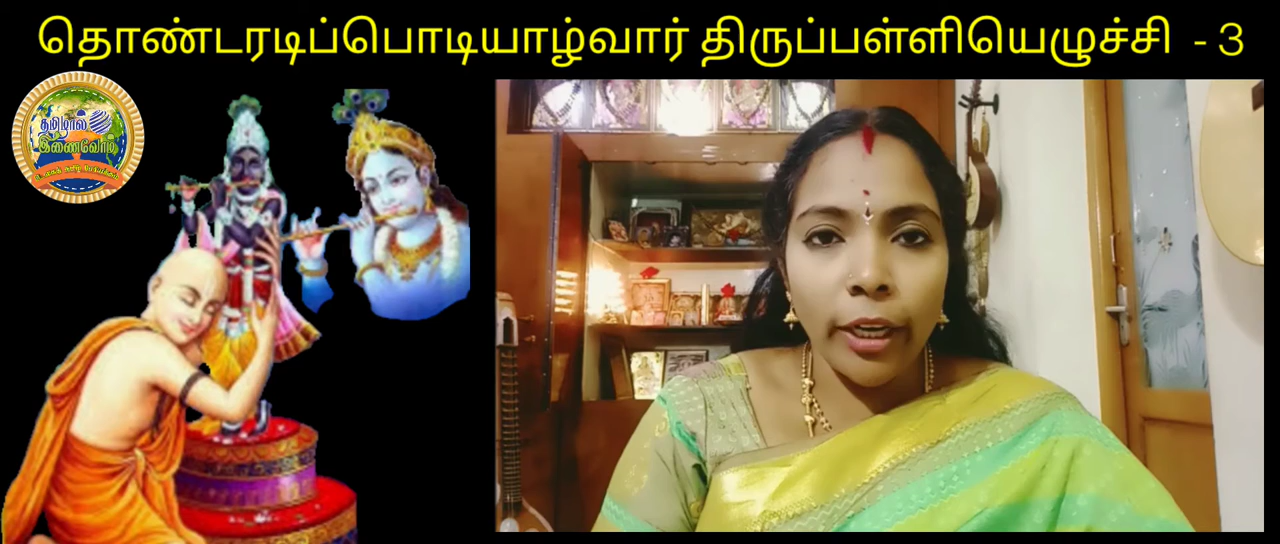 தொண்டரடிப்பொடியாழ்வார் திருப்பள்ளியெழுச்சி - 3
தமிழால்
இணைவோம்